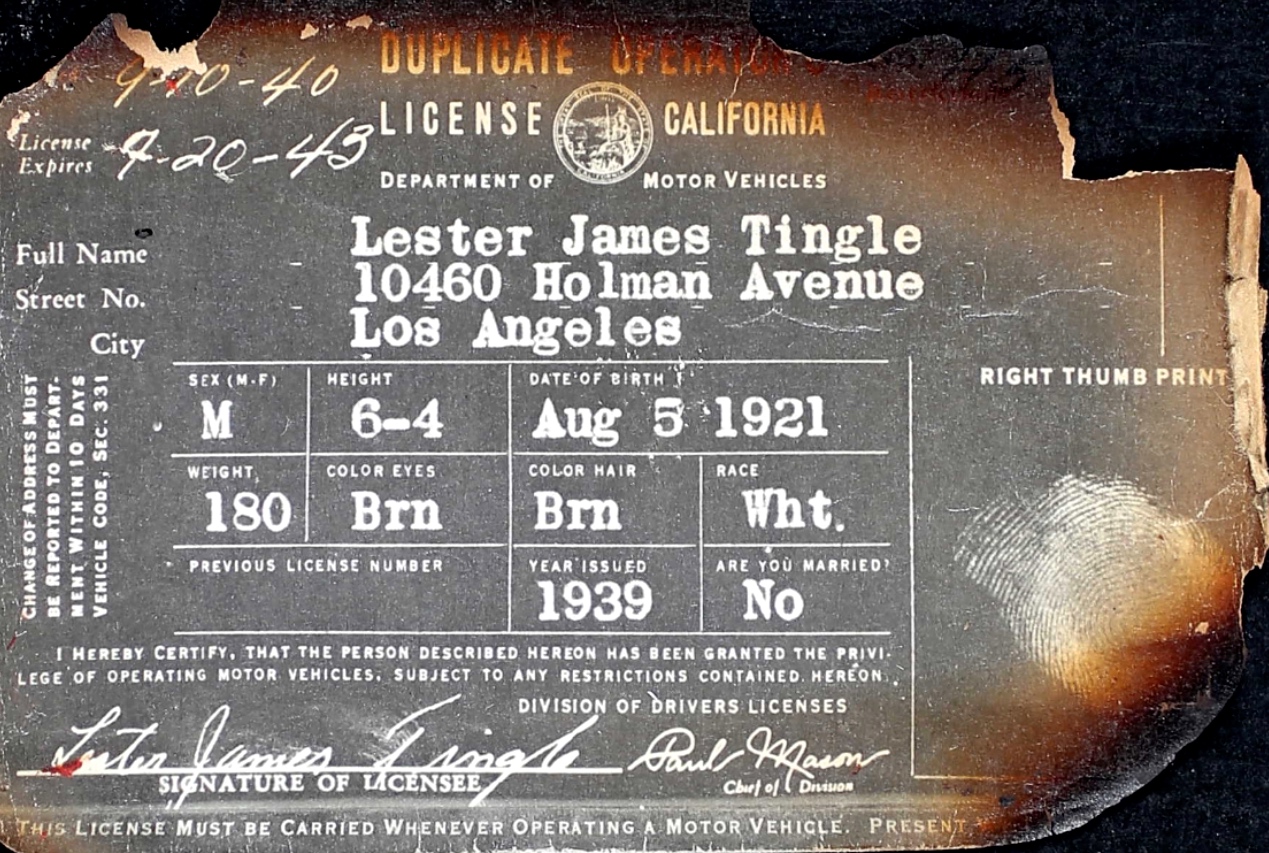 DUPLICATE OPERATOR'S
9-20-40
LICENSE CALIFORNIA
License Expires 9-20-43
DEPARTMENT OF MOTOR VEHICLES
Full Name Lester James Tingle
Street No. 10460 Holman Avenue
City Los Angeles
CHANGE OF ADDRESS MUST
BE REPORTED TO DEPART-
MENT WITHIN 10 DAYS
VEHICLE CODE, SEC. 331
SEX (M-F) HEIGHT DATE OF BIRTH
M 6-4 Aug 5 1921
WEIGHT COLOR EYES COLOR HAIR RACE
180 Brn Brn Wht.
PREVIOUS LICENSE NUMBER YEAR ISSUED ARE YOU MARRIED?
1939 No
RIGHT THUMB PRINT
I HEREBY CERTIFY, THAT THE PERSON DESCRIBED HEREON HAS BEEN GRANTED THE PRIVI-
LEGE OF OPERATING MOTOR VEHICLES, SUBJECT TO ANY RESTRICTIONS CONTAINED HEREON.
DIVISION OF DRIVERS LICENSES
Lester James Tingle Paul Mason
SIGNATURE OF LICENSEE Chief of Division
THIS LICENSE MUST BE CARRIED WHENEVER OPERATING A MOTOR VEHICLE. PRESENT